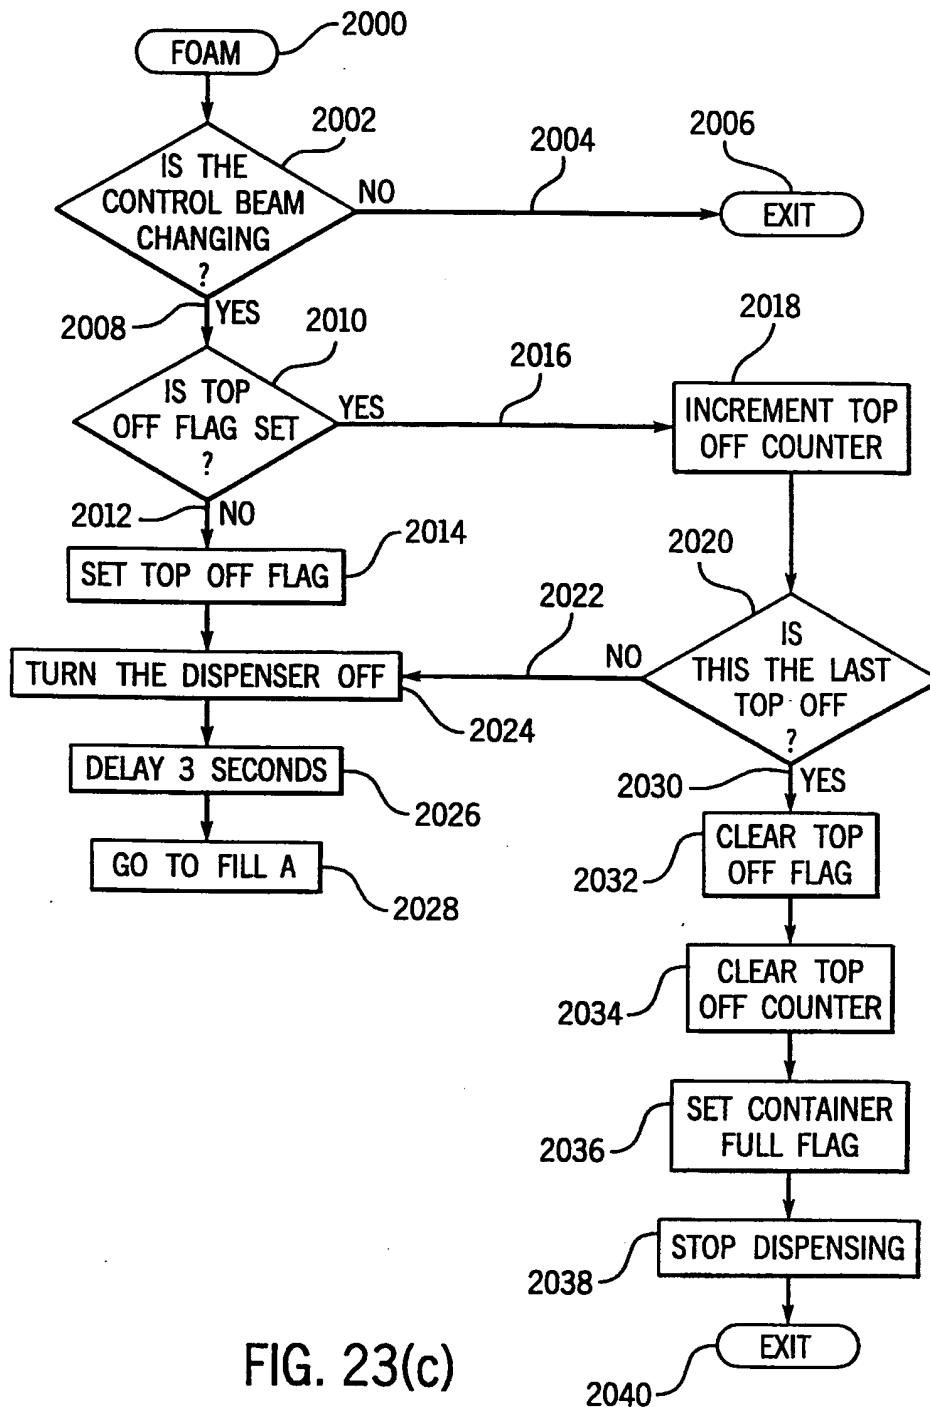 FOAM
2000
2002
2004
2006
IS THE
CONTROL BEAM
CHANGING
?
NO
EXIT
2008
YES
2010
2016
2018
IS TOP
OFF FLAG SET
?
YES
INCREMENT TOP
OFF COUNTER
2012
NO
2014
SET TOP OFF FLAG
2020
2022
IS
THIS THE LAST
TOP OFF
?
NO
TURN THE DISPENSER OFF
2024
DELAY 3 SECONDS
2026
GO TO FILL A
2028
2030
YES
CLEAR TOP
OFF FLAG
2032
CLEAR TOP
OFF COUNTER
2034
SET CONTAINER
FULL FLAG
2036
STOP DISPENSING
2038
EXIT
2040
FIG. 23(c)